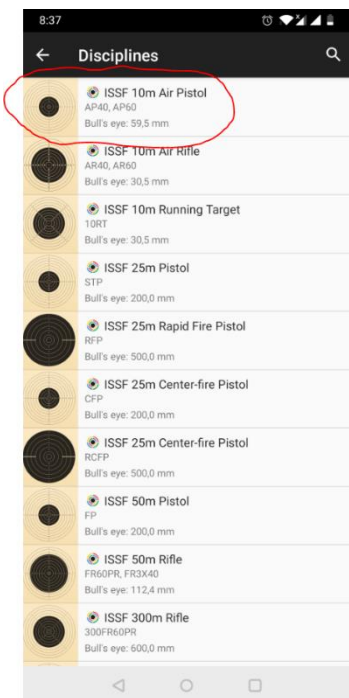 8:37
Disciplines
ISSF 10m Air Pistol
AP40, AP60
Bull's eye: 59,5 mm
ISSF 10m Air Rifle
AR40, AR60
Bull's eye: 30,5 mm
ISSF 10m Running Target
10RT
Bull's eye: 30,5 mm
ISSF 25m Pistol
STP
Bull's eye: 200,0 mm
ISSF 25m Rapid Fire Pistol
RFP
Bull's eye: 500,0 mm
ISSF 25m Center-fire Pistol
CFP
Bull's eye: 200,0 mm
ISSF 25m Center-fire Pistol
RCFP
Bull's eye: 500,0 mm
ISSF 50m Pistol
FP
Bull's eye: 200,0 mm
ISSF 50m Rifle
FR60PR, FR3X40
Bull's eye: 112,4 mm
ISSF 300m Rifle
300FR60PR
Bull's eye: 600,0 mm